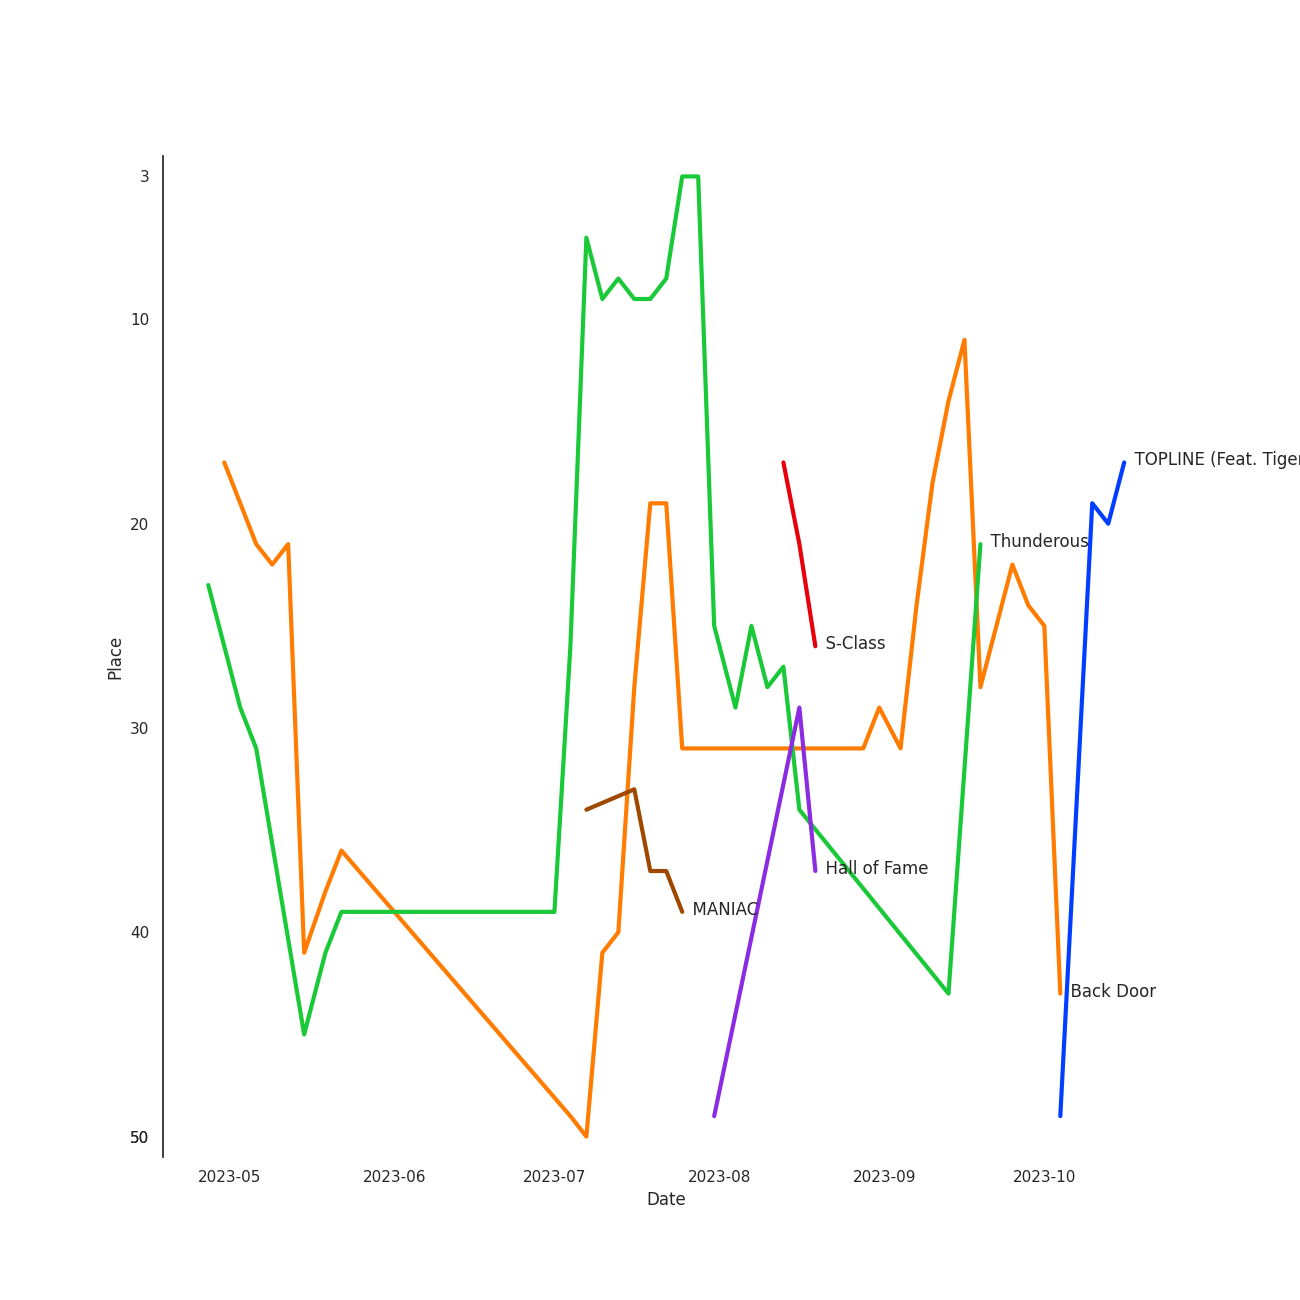 3
10
20
30
40
50
Place
TOPLINE (Feat. Tiger
Thunderous
S-Class
Hall of Fame
MANIAC
Back Door
2023-05
2023-06
2023-07
2023-08
2023-09
2023-10
Date